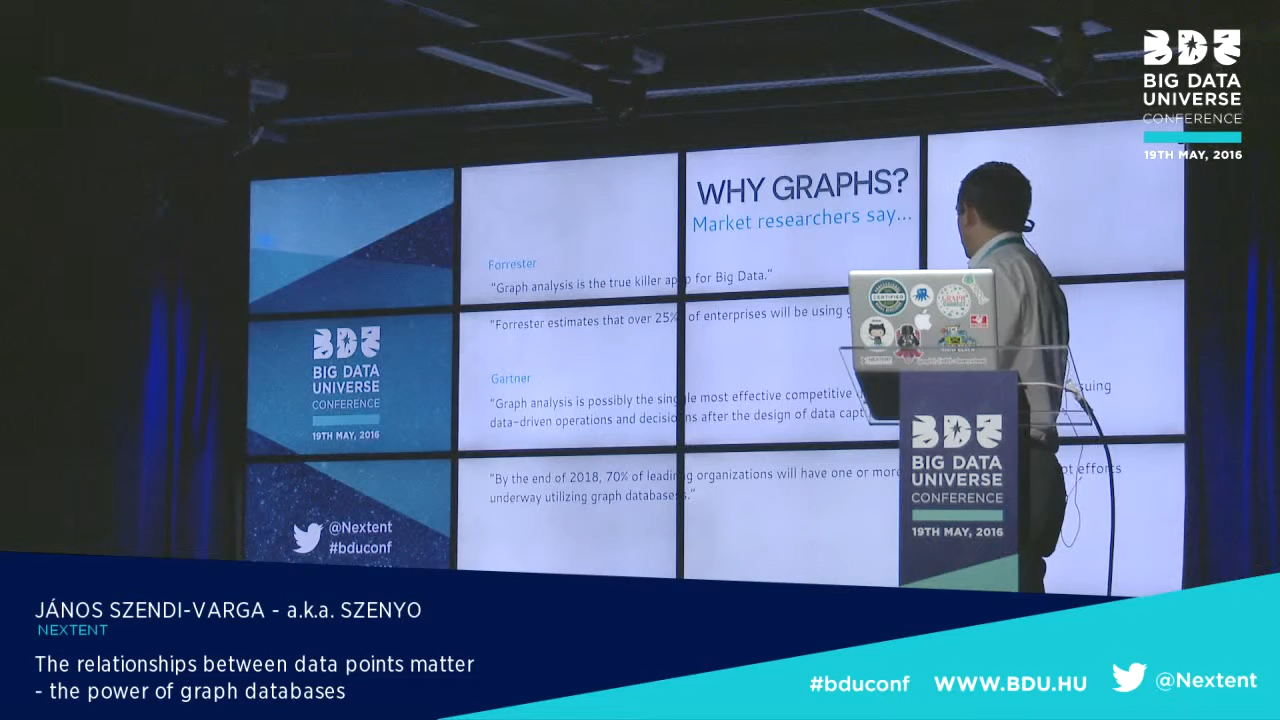 BDU
BIG DATA
UNIVERSE
CONFERENCE
19TH MAY, 2016
WHY GRAPHS?
Market researchers say...
Forrester
"Graph analysis is the true killer app for Big Data."
"Forrester estimates that over 25% of enterprises will be using
Gartner
"Graph analysis is possibly the single most effective competitive suing
data-driven operations and decisions after the design of data
"By the end of 2018, 70% of leading organizations will have one or more efforts
underway utilizing graph databases."
BDU
BIG DATA
UNIVERSE
CONFERENCE
19TH MAY, 2016
@Nextent
#bduconf
CERTIFIED
BDU
BIG DATA
UNIVERSE
CONFERENCE
19TH MAY, 2016
JÁNOS SZENDI-VARGA - a.k.a. SZENYO
NEXTENT
The relationships between data points matter
- the power of graph databases
#bduconf WWW.BDU.HU @Nextent